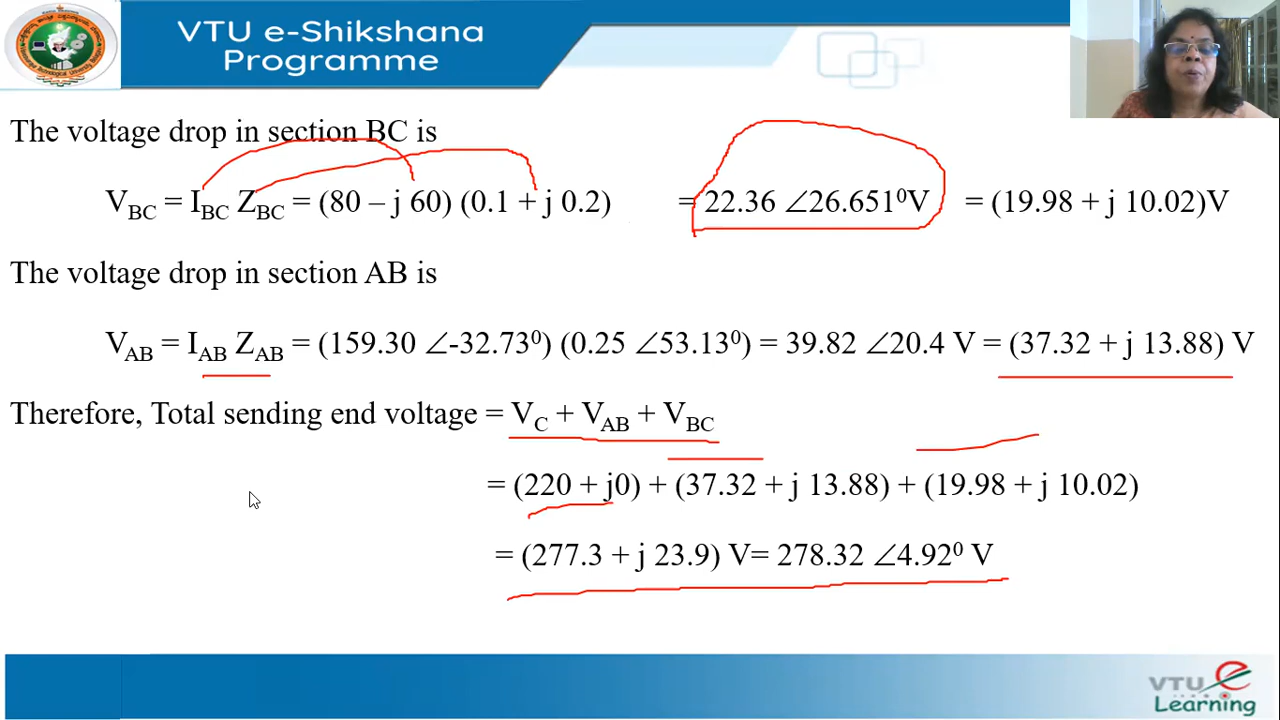 VTU e-Shikshana
Programme
The voltage drop in section BC is
V_BC = I_BC Z_BC = (80 – j 60) (0.1 + j 0.2) = 22.36 ∠26.651⁰V = (19.98 + j 10.02)V
The voltage drop in section AB is
V_AB = I_AB Z_AB = (159.30 ∠-32.73⁰) (0.25 ∠53.13⁰) = 39.82 ∠20.4 V = (37.32 + j 13.88) V
Therefore, Total sending end voltage = V_C + V_AB + V_BC
= (220 + j0) + (37.32 + j 13.88) + (19.98 + j 10.02)
= (277.3 + j 23.9) V= 278.32 ∠4.92⁰ V
VTU e
Learning